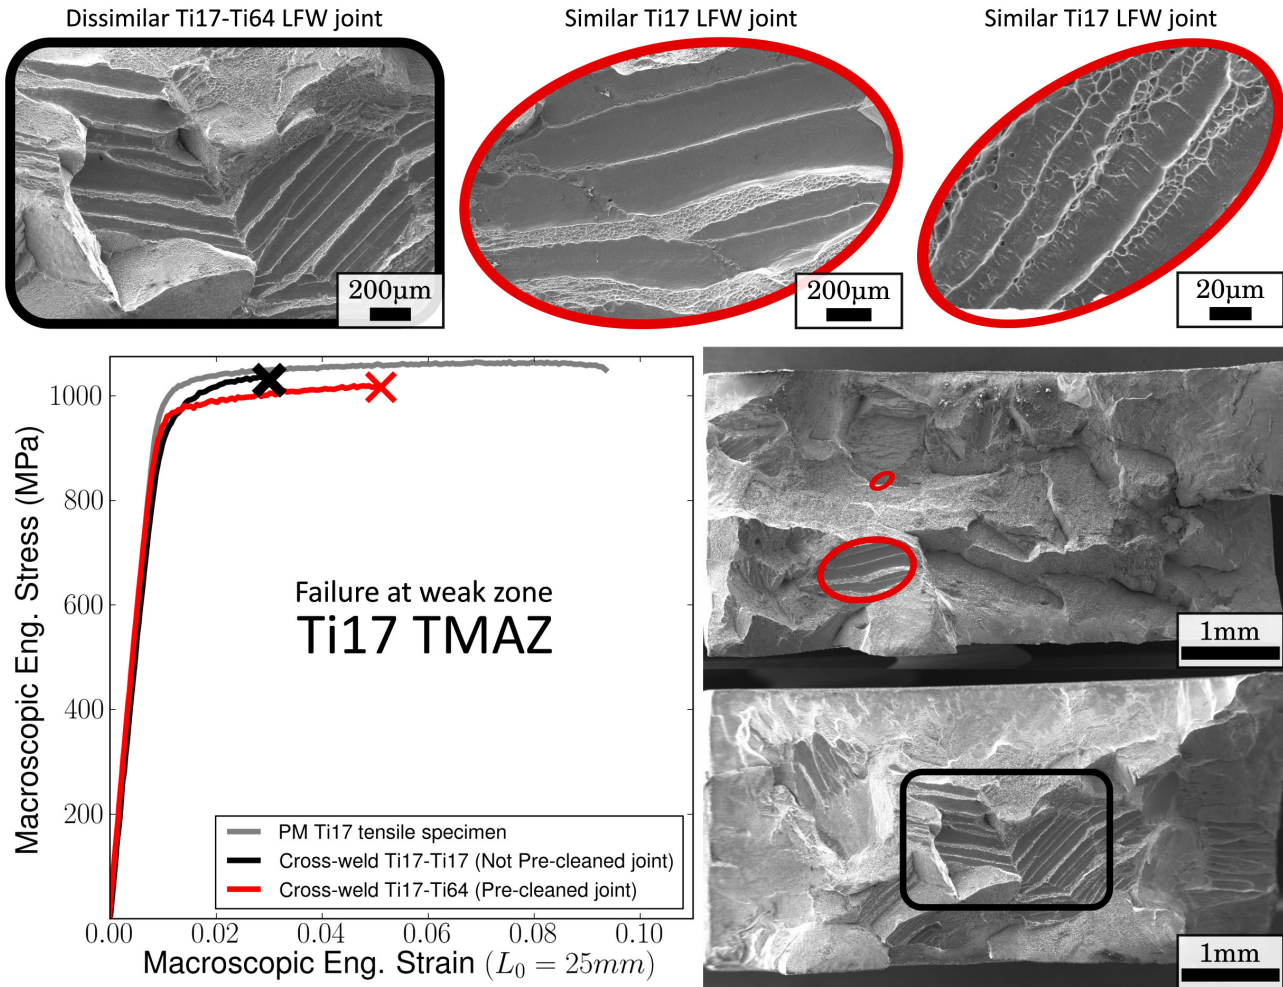 Dissimilar Ti17-Ti64 LFW joint
Similar Ti17 LFW joint
Similar Ti17 LFW joint
200μm
200μm
20μm
1000
800
600
400
200
0.00
0.02
0.04
0.06
0.08
0.10
Macroscopic Eng. Stress (MPa)
Macroscopic Eng. Strain (L₀ = 25mm)
Failure at weak zone
Ti17 TMAZ
PM Ti17 tensile specimen
Cross-weld Ti17-Ti17 (Not Pre-cleaned joint)
Cross-weld Ti17-Ti64 (Pre-cleaned joint)
1mm
1mm